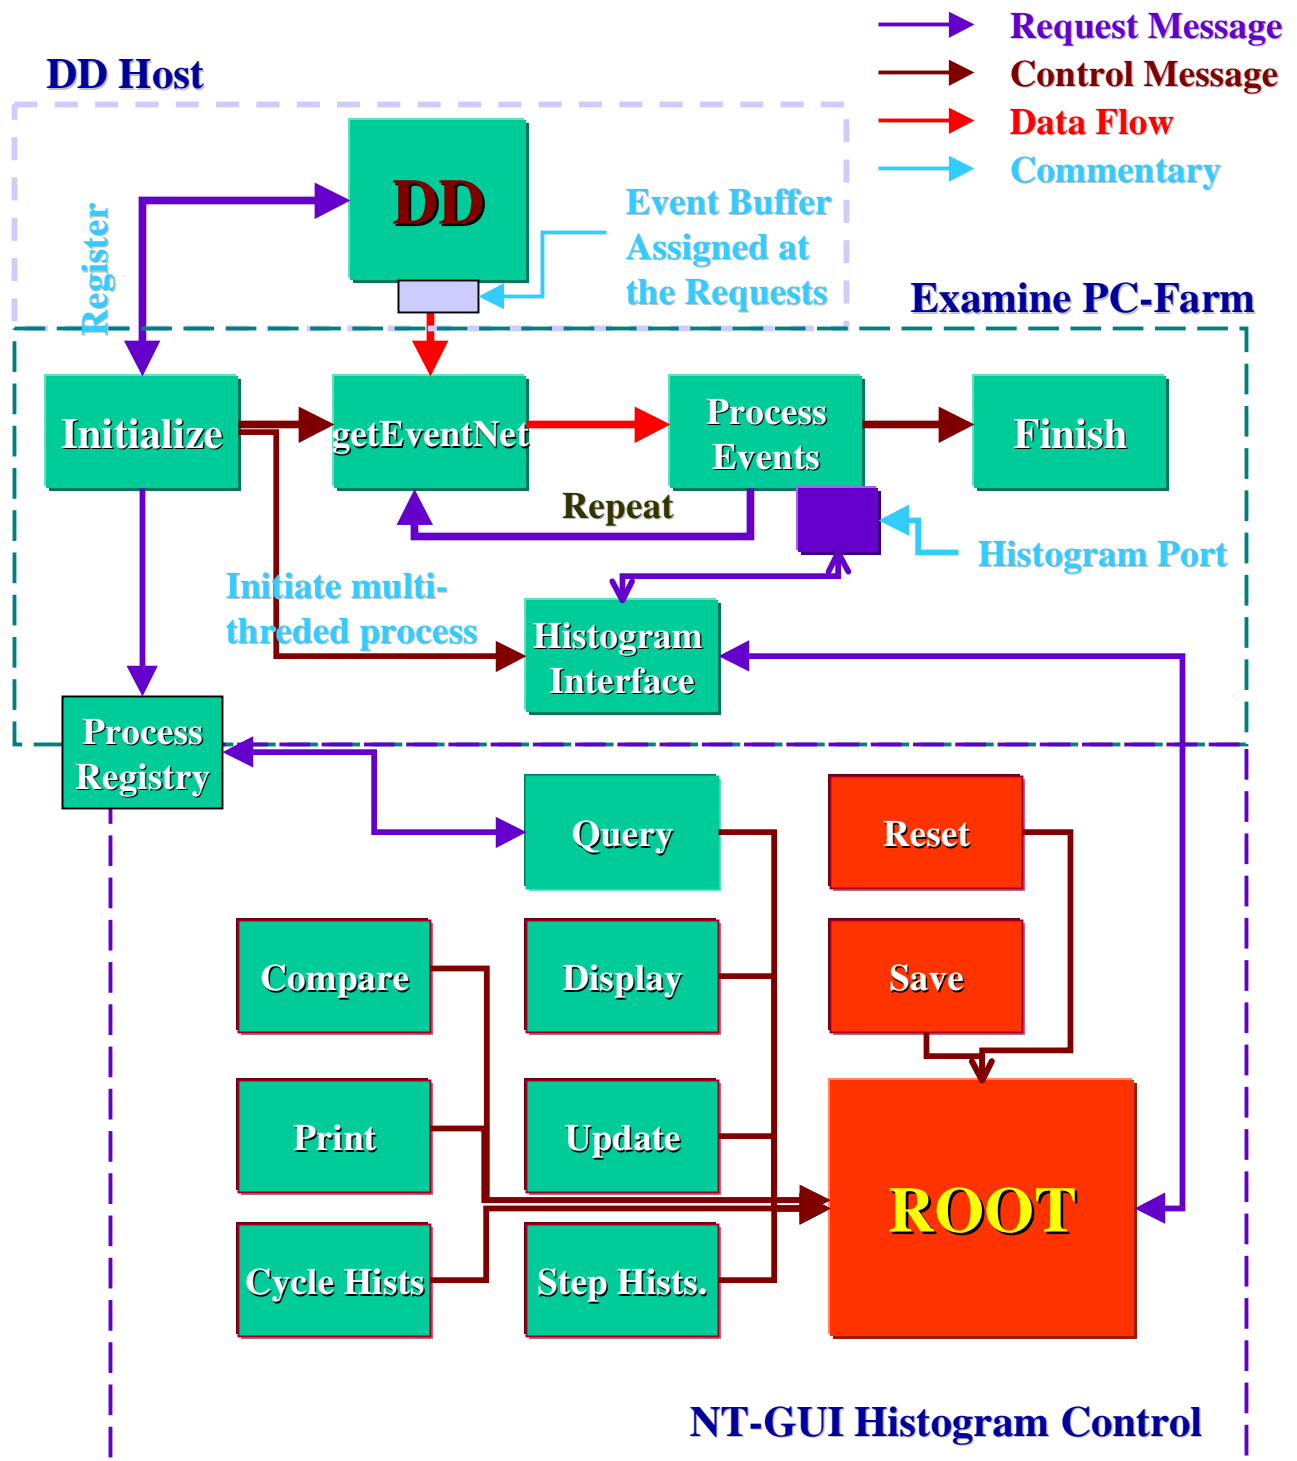 Request Message
Control Message
Data Flow
Commentary
DD Host
DD
Register
Event Buffer
Assigned at
the Requests
Examine PC-Farm
Initialize
getEventNet
Process
Events
Finish
Repeat
Histogram Port
Initiate multi-
threded process
Histogram
Interface
Process
Registry
Query
Reset
Compare
Display
Save
Print
Update
ROOT
Cycle Hists
Step Hists.
NT-GUI Histogram Control